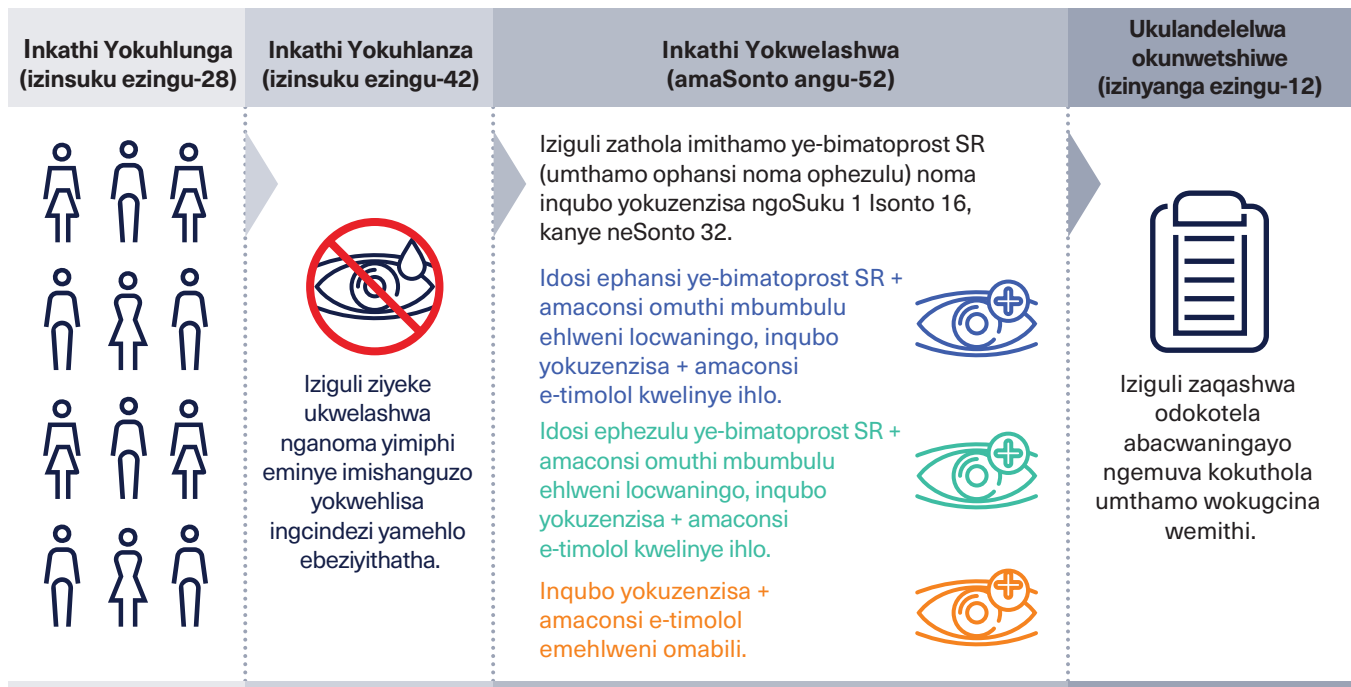 Inkathi Yokuhlunga
(izinsuku ezingu-28)
Inkathi Yokuhlanza
(izinsuku ezingu-42)
Iziguli ziyeke
ukwelashwa
nganoma yimiphi
eminye imishanguzo
yokwehlisa
ingcindezi yamehlo
ebeziyithatha.
Inkathi Yokwelashwa
(amaSonto angu-52)
Iziguli zathola imithamo ye-bimatoprost SR
(umthamo ophansi noma ophezulu) noma
inqubo yokuzenzisa ngoSuku 1 Isonto 16,
kanye neSonto 32.
Idosi ephansi ye-bimatoprost SR +
amaconsi omuthi mbumbulu
ehlweni locwaningo, inqubo
yokuzenzisa + amaconsi
e-timolol kwelinye ihlo.
Idosi ephezulu ye-bimatoprost SR +
amaconsi omuthi mbumbulu
ehlweni locwaningo, inqubo
yokuzenzisa + amaconsi
e-timolol kwelinye ihlo.
Inqubo yokuzenzisa +
amaconsi e-timolol
emehlweni omabili.
Ukulandelelwa
okunwetshiwe
(izinyanga ezingu-12)
Iziguli zaqashwa
odokotela
abacwaningayo
ngemuva kokuthola
umthamo wokugcina
wemithi.